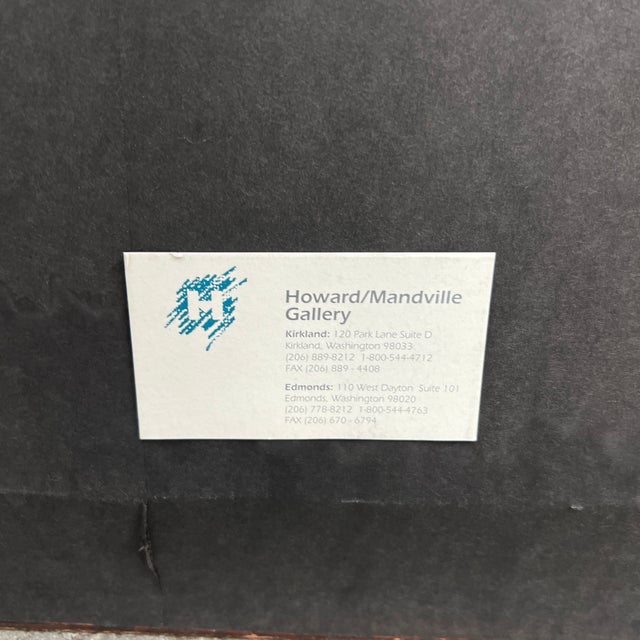 H
Howard/Mandville
Gallery
Kirkland: 120 Park Lane Suite D
Kirkland, Washington 98033
(206) 889-8212 1-800-544-4712
FAX (206) 889 - 4408
Edmonds: 110 West Dayton Suite 101
Edmonds, Washington 98020
(206) 778-8212 1-800-544-4763
FAX (206) 670 - 6794